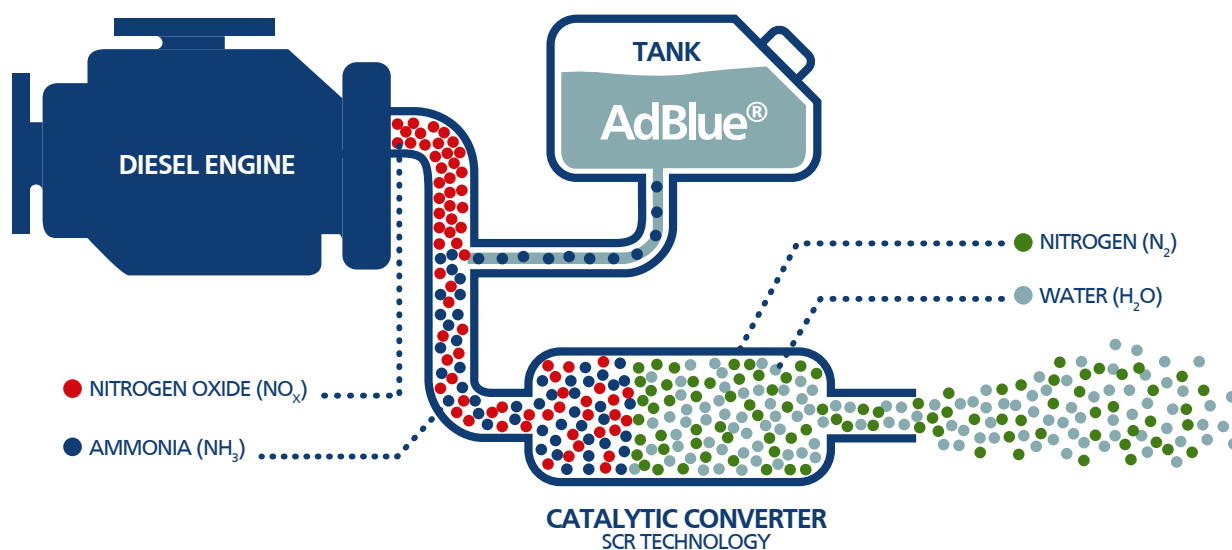 TANK
AdBlue®
DIESEL ENGINE
NITROGEN (N₂)
WATER (H₂O)
NITROGEN OXIDE (NOₓ)
AMMONIA (NH₃)
CATALYTIC CONVERTER
SCR TECHNOLOGY